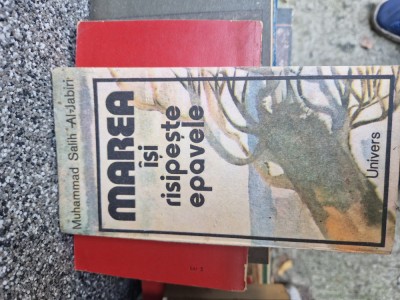 Muhammad Salih Al-Jabiri
MAREA
își
risipește
epavele
Univers